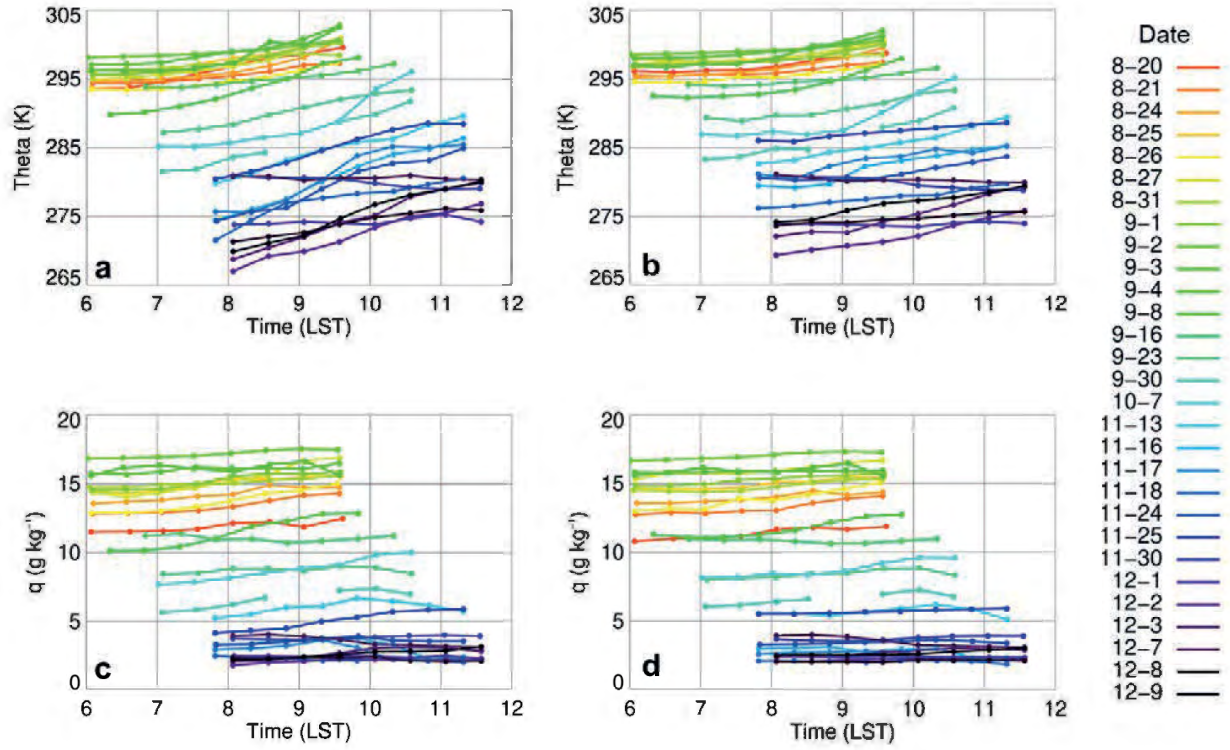 305
295
285
275
265
Theta (K)
a
6 7 8 9 10 11 12
Time (LST)
305
295
285
275
265
Theta (K)
b
6 7 8 9 10 11 12
Time (LST)
20
15
10
5
0
q (g kg⁻¹)
c
6 7 8 9 10 11 12
Time (LST)
20
15
10
5
0
q (g kg⁻¹)
d
6 7 8 9 10 11 12
Time (LST)
Date
8–20
8–21
8–24
8–25
8–26
8–27
8–31
9–1
9–2
9–3
9–4
9–8
9–16
9–23
9–30
10–7
11–13
11–16
11–17
11–18
11–24
11–25
11–30
12–1
12–2
12–3
12–7
12–8
12–9